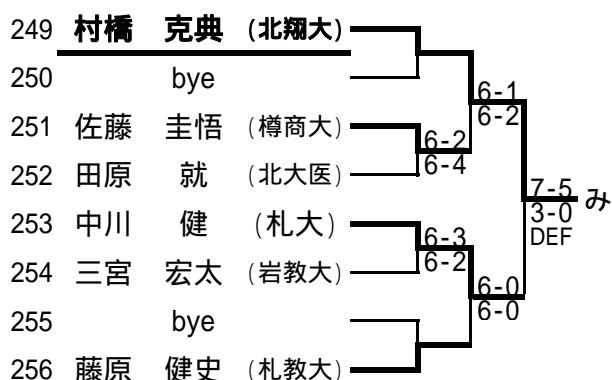 249 村橋 克典 (北翔大)
250 bye
6-1
6-2
251 佐藤 圭悟 (樽商大)
6-2
6-4
252 田原 就 (北大医)
7-5
3-0
DEF
み
253 中川 健 (札大)
6-3
6-2
254 三宮 宏太 (岩教大)
6-0
6-0
255 bye
256 藤原 健史 (札教大)